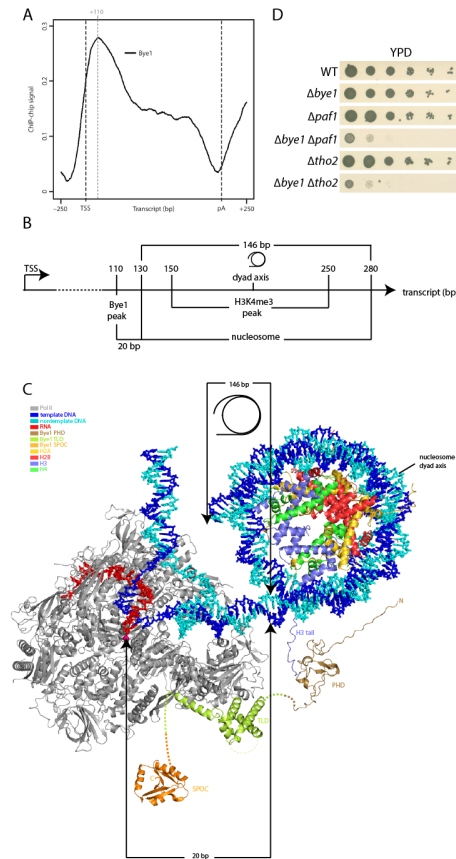 A
+110
0.3
Bye1
ChIP-chip signal
0.2
0.1
0
−250
TSS
Transcript (bp)
pA
+250
D
YPD
WT
Δbye1
Δpaf1
Δbye1 Δpaf1
Δtho2
Δbye1 Δtho2
B
146 bp
TSS
110
130
150
dyad axis
250
280
transcript (bp)
Bye1
peak
H3K4me3
peak
nucleosome
20 bp
C
146 bp
Pol II
template DNA
nontemplate DNA
RNA
Bye1 PHD
Bye1 TLD
Bye1 SPOC
H2A
H2B
H3
H4
nucleosome
dyad axis
N
H3 tail
PHD
TLD
SPOC
20 bp